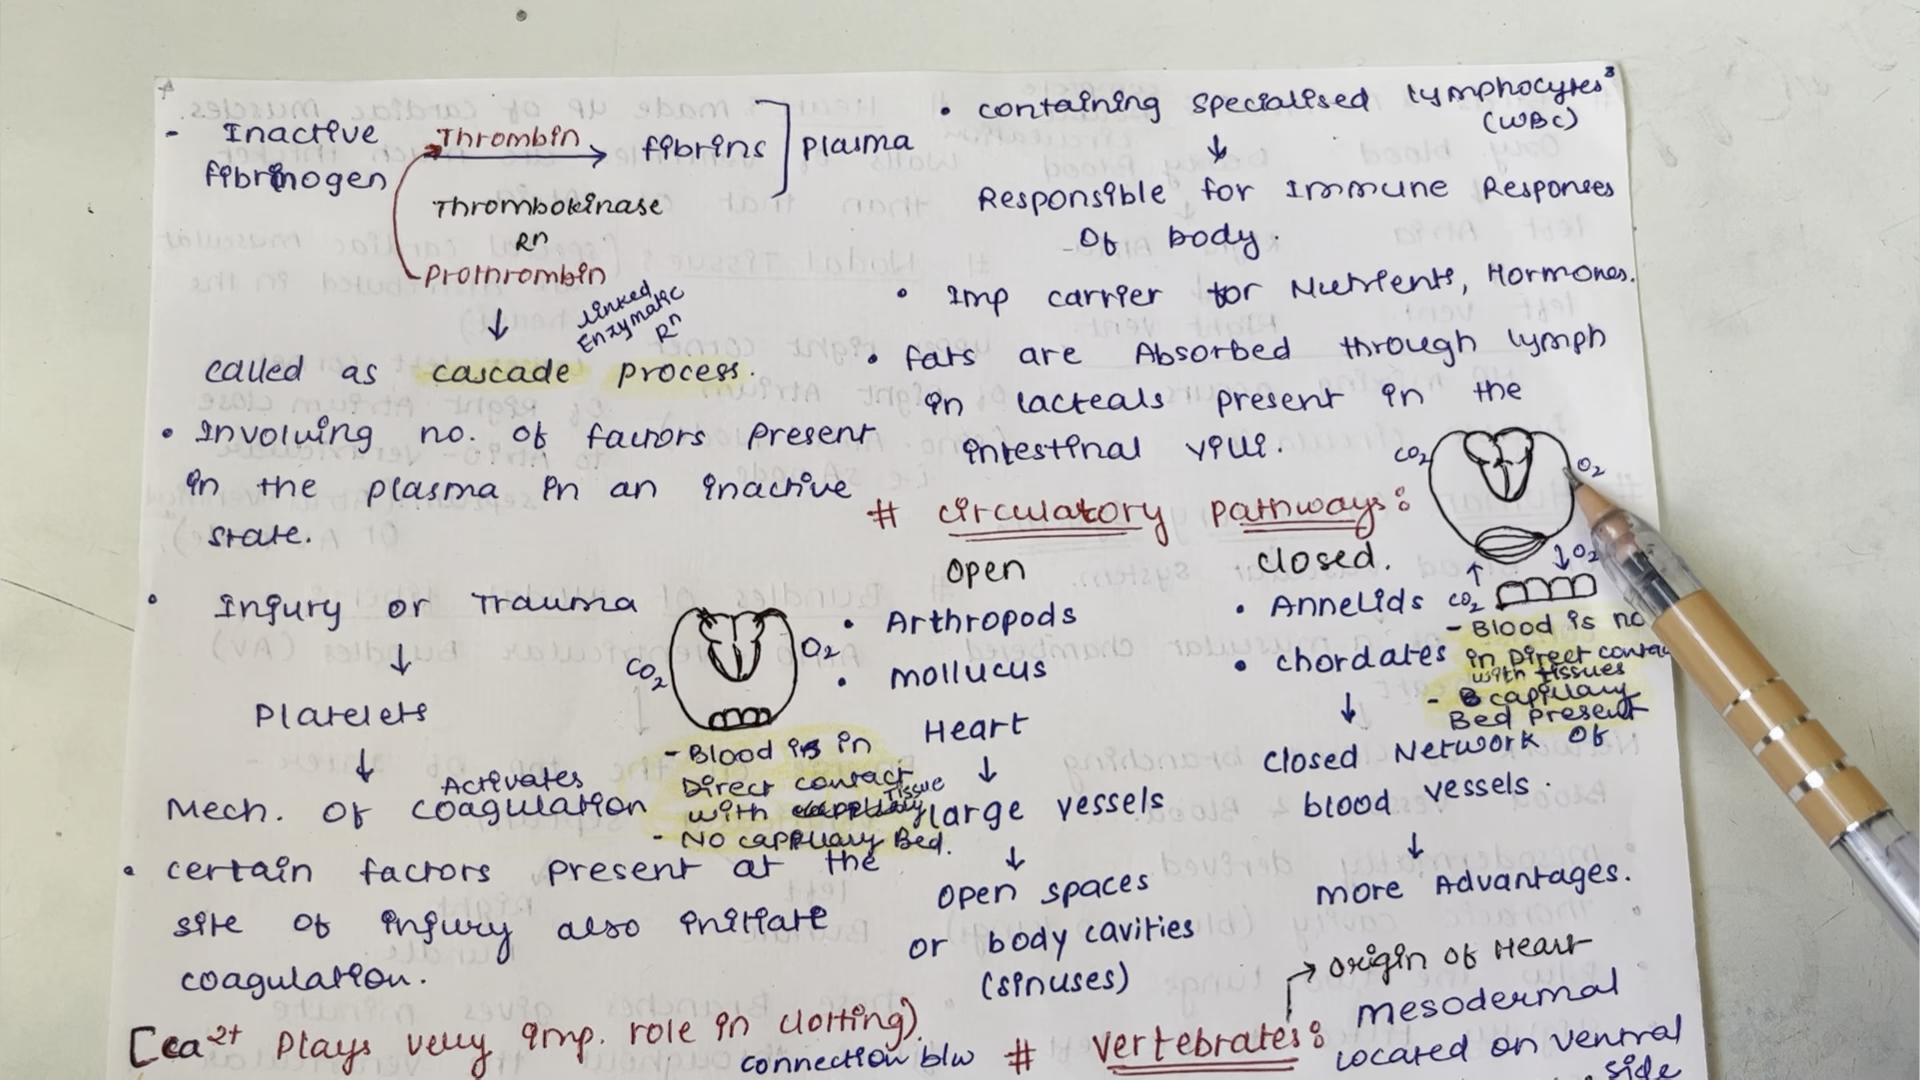 - Inactive Thrombin fibrins plasma
fibrinogen
Thrombokinase
Rn
Prothrombin
linked
Enzymatic
Rn
called as cascade process.
• Involving no. of factors present
in the plasma in an inactive
state.
• Injury or Trauma
Platelets
Activates
Mech. of coagulation
• certain factors present at the
site of injury also initiate
coagulation.
[Ca2+ Plays very imp. role in clotting).
CO2 O2
- Blood is in
Direct contact
with Tissue
- No capillary Bed.
• containing specialised lymphocytes
(WBC)
Responsible for Immune Responses
Of body.
• Imp carrier for Nutrients, Hormones.
• fats are Absorbed through lymph
in lacteals present in the
intestinal villi.
# circulatory pathways:
Open
• Arthropods
• mollucus
Heart
large vessels
open spaces
or body cavities
(sinuses)
closed.
• Annelids
• chordates
closed Network of
blood vessels.
more Advantages.
CO2 O2
CO2 O2
- Blood is no
in Direct conta
with tissues
- capillary
Bed present
connection b/w
# Vertebrates:
origin of Heart
mesodermal
located on ventral
side